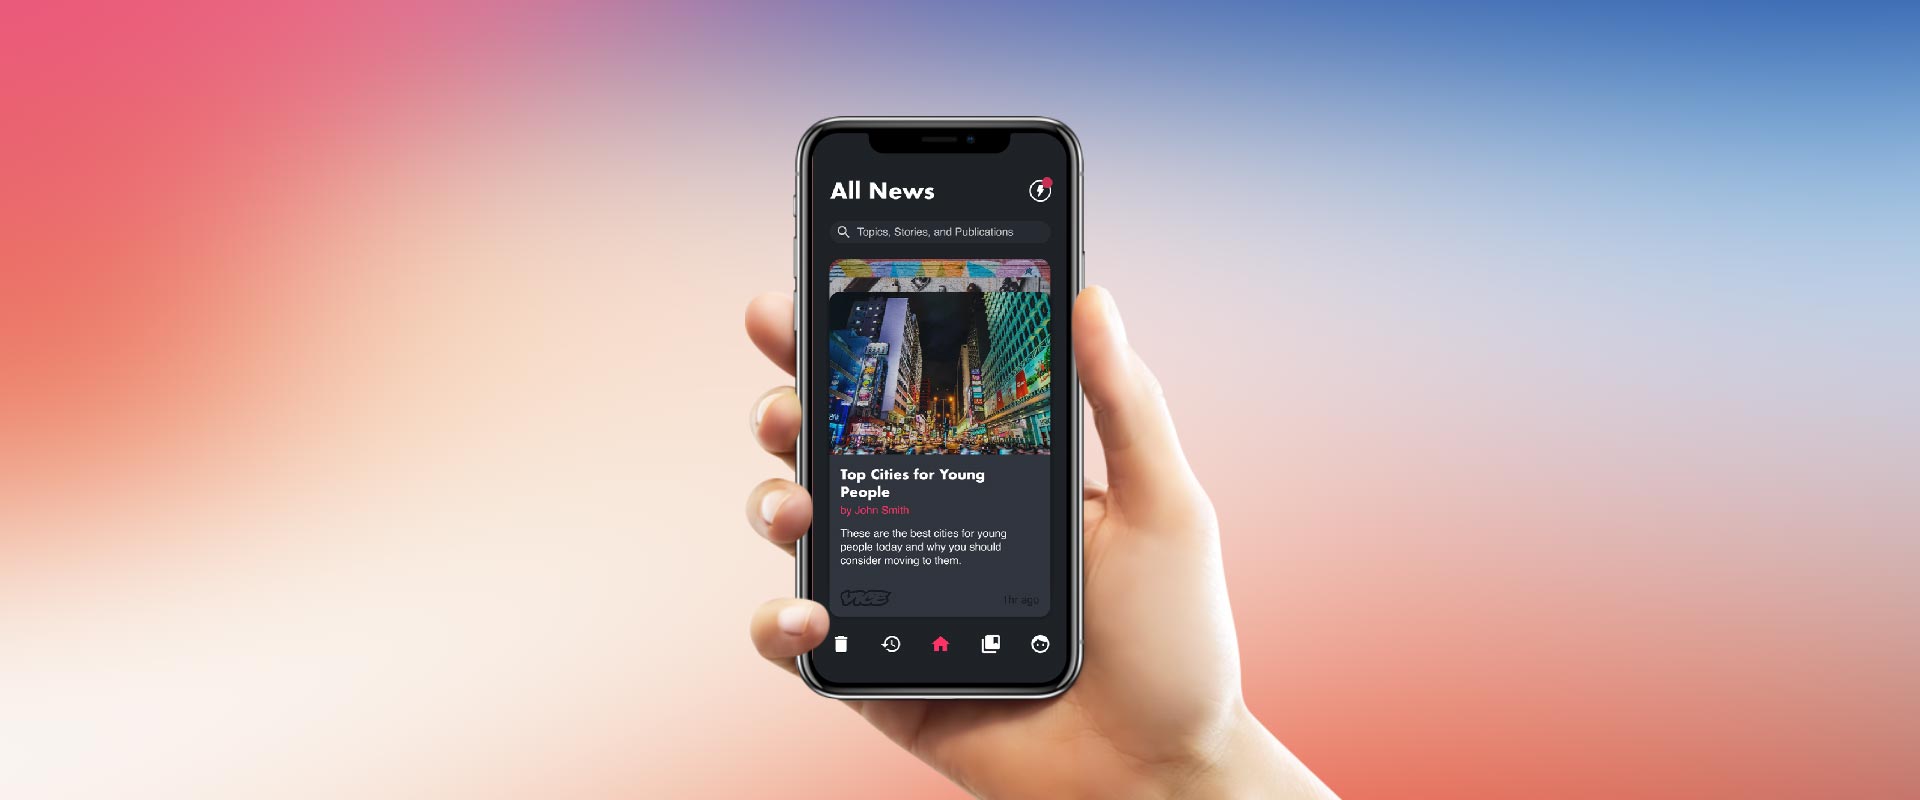 All News
Topics, Stories, and Publications
Top Cities for Young
People
by John Smith
These are the best cities for young
people today and why you should
consider moving to them.
VICE
1hr ago